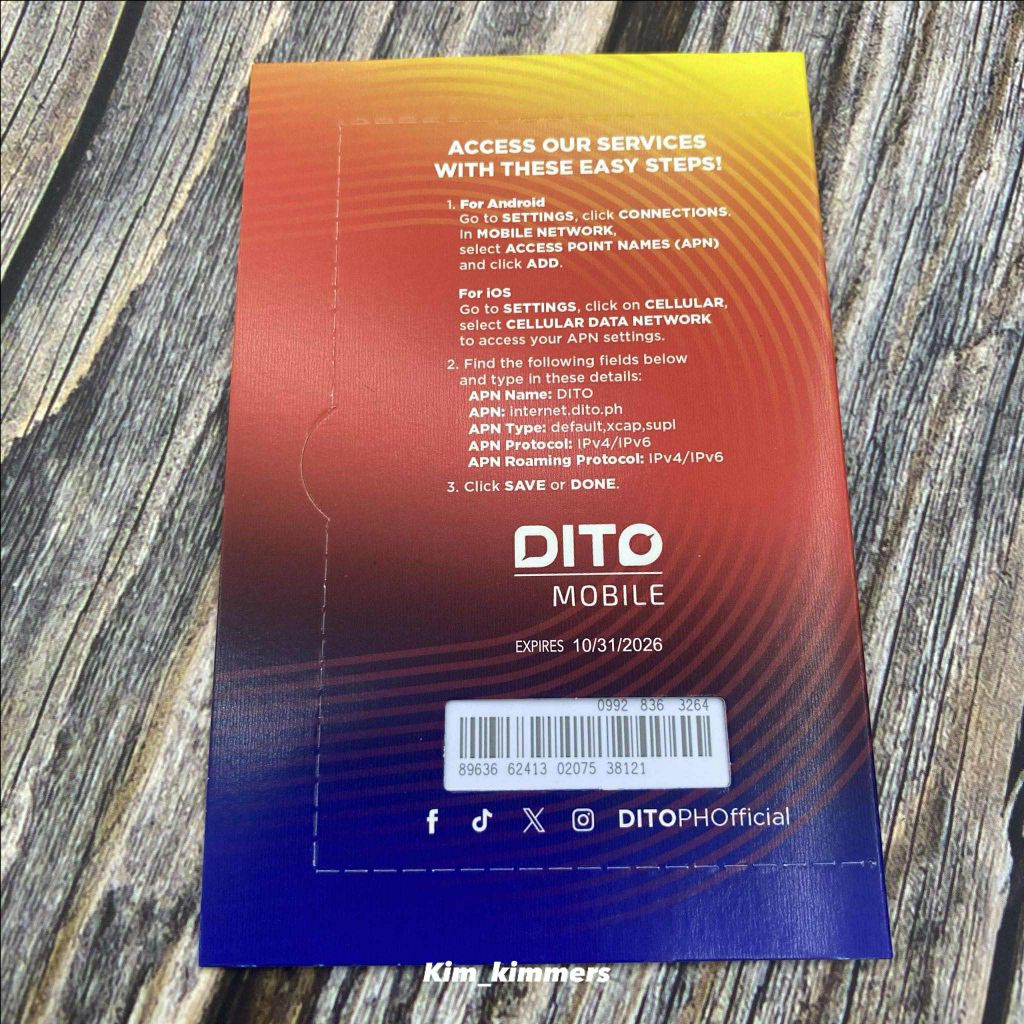 ACCESS OUR SERVICES
WITH THESE EASY STEPS!
1. For Android
Go to SETTINGS, click CONNECTIONS.
In MOBILE NETWORK,
select ACCESS POINT NAMES (APN)
and click ADD.
For iOS
Go to SETTINGS, click on CELLULAR,
select CELLULAR DATA NETWORK
to access your APN settings.
2. Find the following fields below
and type in these details:
APN Name: DITO
APN: internet.dito.ph
APN Type: default,xcap,supl
APN Protocol: IPv4/IPv6
APN Roaming Protocol: IPv4/IPv6
3. Click SAVE or DONE.
DITO
MOBILE
EXPIRES 10/31/2026
0992 836 3264
89636 62413 02075 38121
DITOPHOfficial
Kim_kimmers